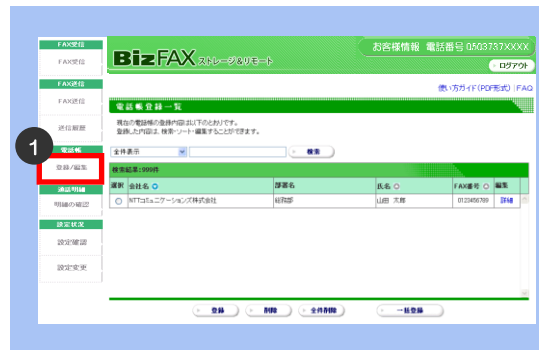 FAX受信
FAX受信
FAX送信
FAX送信
送信履歴
電話帳
登録/編集
通話明細
明細の確認
設定状況
設定確認
設定変更
1
BizFAX ストレージ&リモート
お客様情報 電話番号 0503737XXXX
ログアウト
使い方ガイド(PDF形式) | FAQ
電話帳登録一覧
現在の電話帳の登録内容は以下のとおりです。
登録した内容は、検索・ソート・編集することができます。
全件表示 検索
検索結果:999件
選択 会社名 部署名 氏名 FAX番号 編集
NTTコミュニケーションズ株式会社 総務部 山田 太郎 0123456789 詳細
登録 削除 全件削除 一括登録